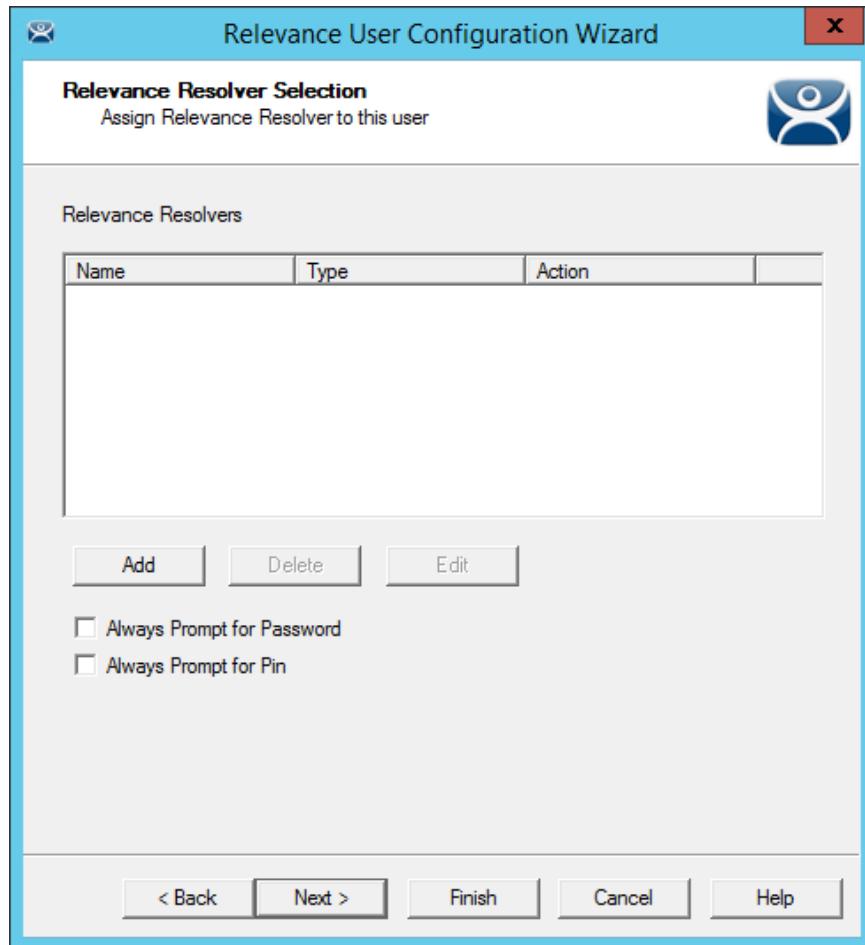 Relevance User Configuration Wizard
x
Relevance Resolver Selection
Assign Relevance Resolver to this user
Relevance Resolvers
Name Type Action
Add Delete Edit
Always Prompt for Password
Always Prompt for Pin
< Back Next > Finish Cancel Help